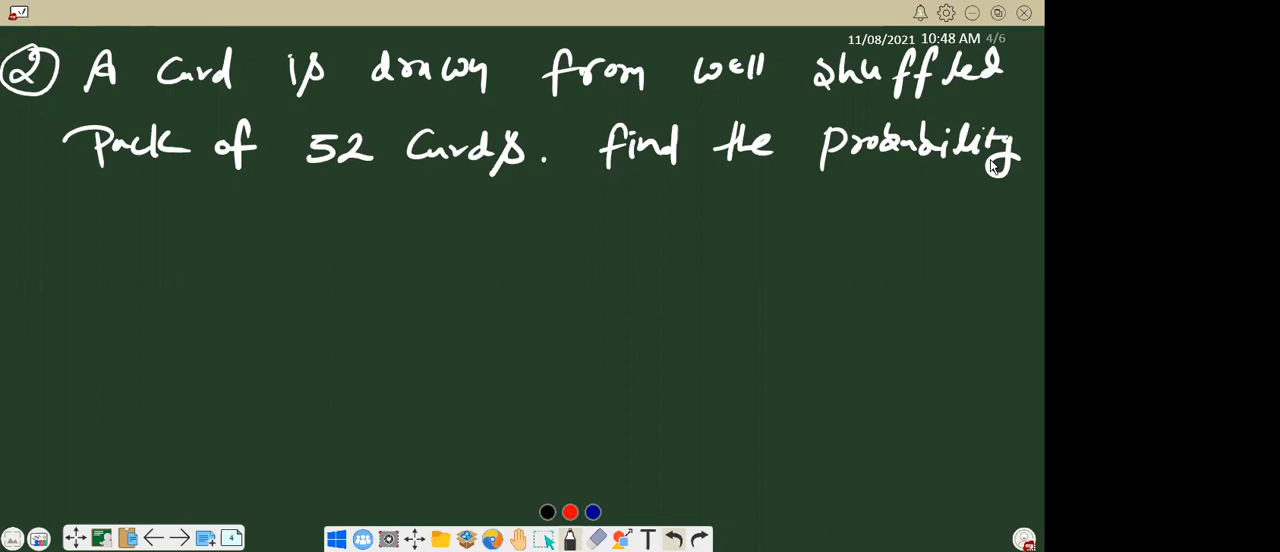 11/08/2021 10:48 AM 4/6
② A Card is drawn from well shuffled
Pack of 52 Cards. find the probability
4
T